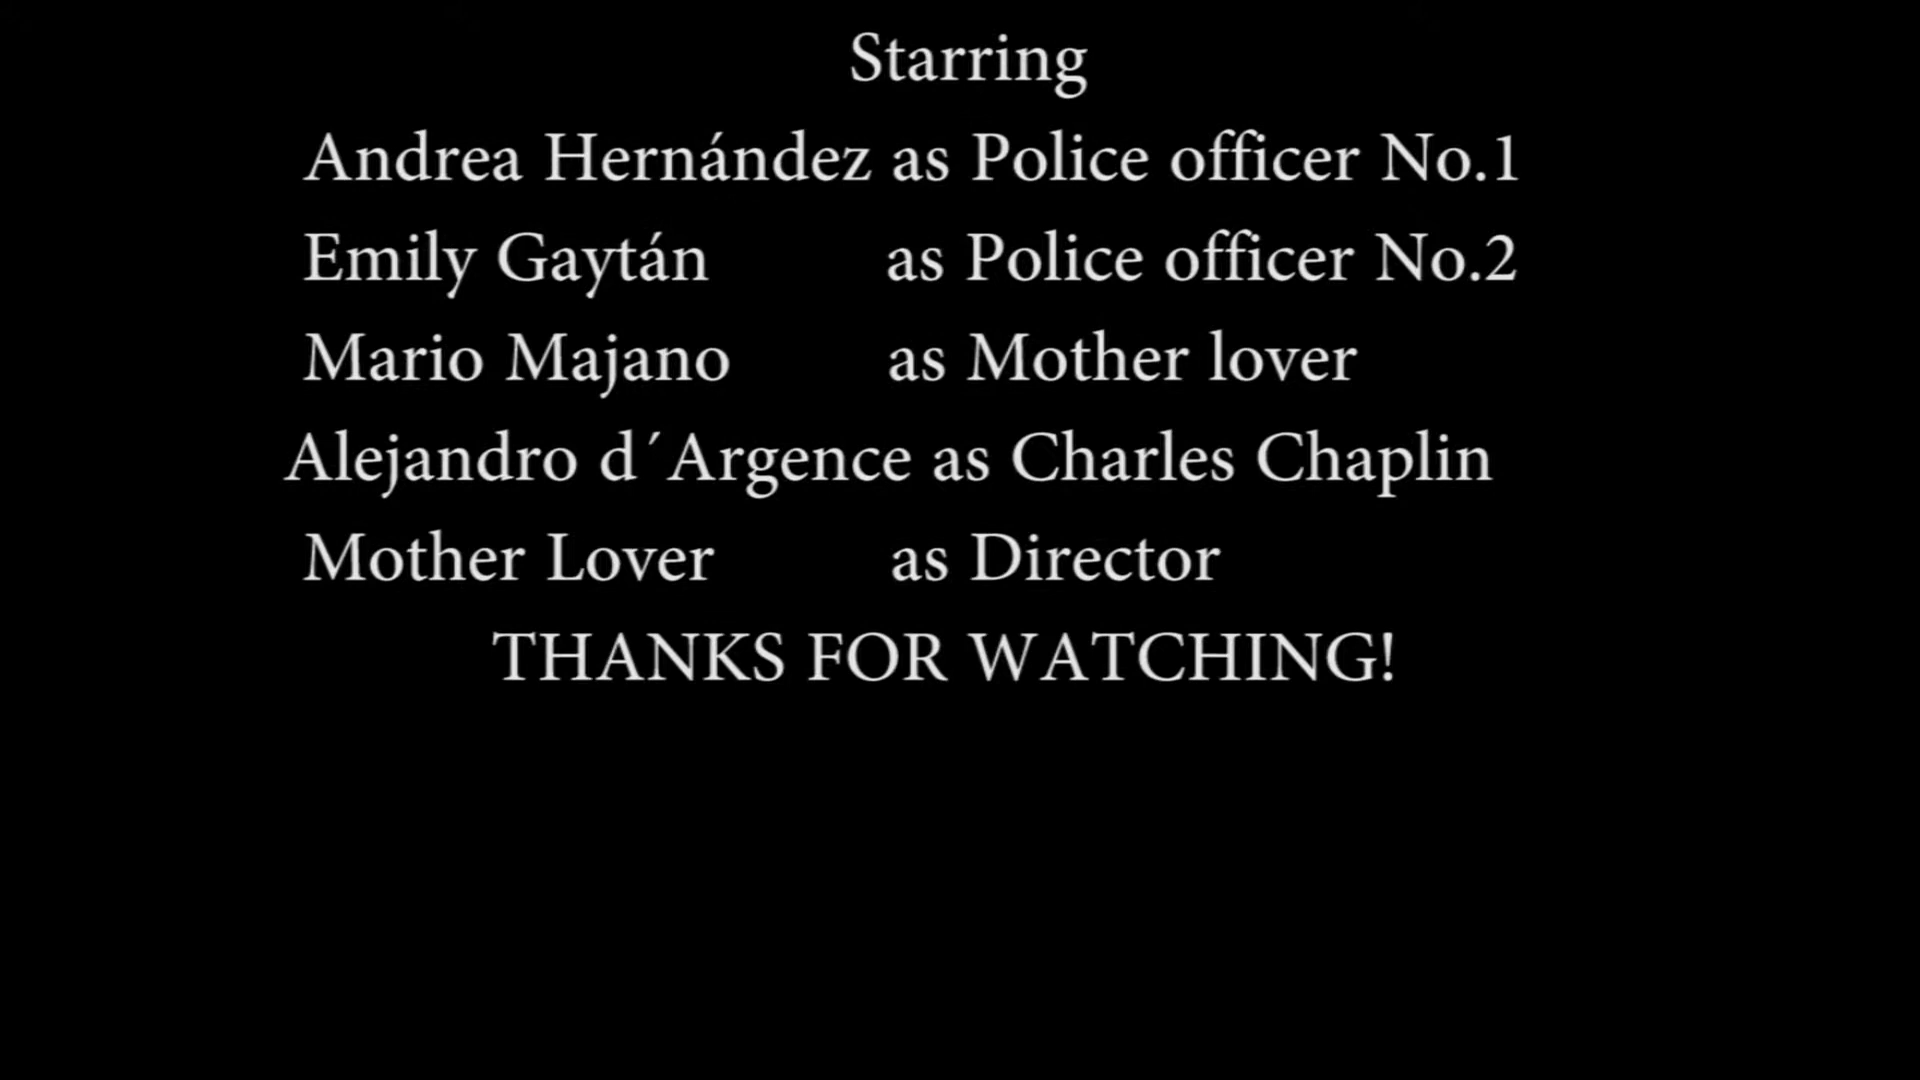 Starring
Andrea Hernández as Police officer No.1
Emily Gaytán as Police officer No.2
Mario Majano as Mother lover
Alejandro d´Argence as Charles Chaplin
Mother Lover as Director
THANKS FOR WATCHING!